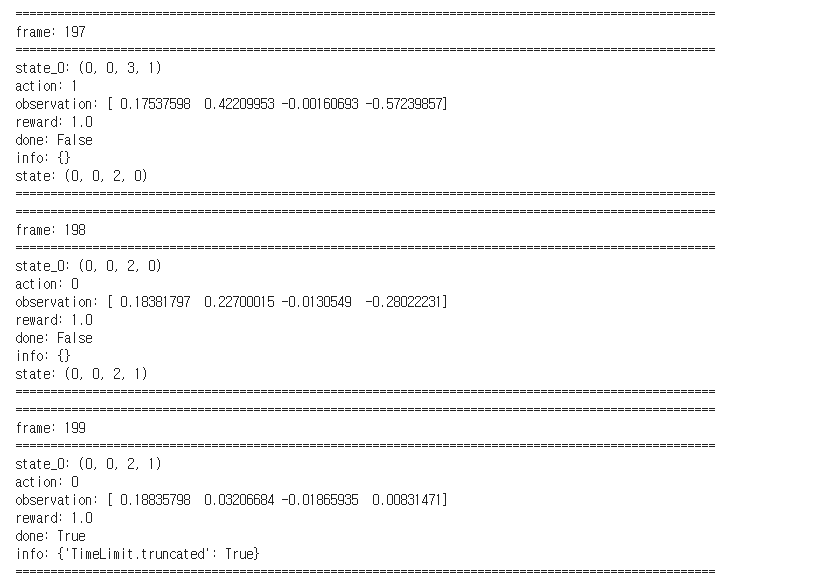 ====================================================================================================
frame: 197
====================================================================================================
state_0: (0, 0, 3, 1)
action: 1
observation: [ 0.17537598  0.42209953 -0.00160693 -0.57239857]
reward: 1.0
done: False
info: {}
state: (0, 0, 2, 0)
====================================================================================================
====================================================================================================
frame: 198
====================================================================================================
state_0: (0, 0, 2, 0)
action: 0
observation: [ 0.18381797  0.22700015 -0.0130549  -0.28022231]
reward: 1.0
done: False
info: {}
state: (0, 0, 2, 1)
====================================================================================================
====================================================================================================
frame: 199
====================================================================================================
state_0: (0, 0, 2, 1)
action: 0
observation: [ 0.18835798  0.03206684 -0.01865935  0.00831471]
reward: 1.0
done: True
info: {'TimeLimit.truncated': True}
====================================================================================================